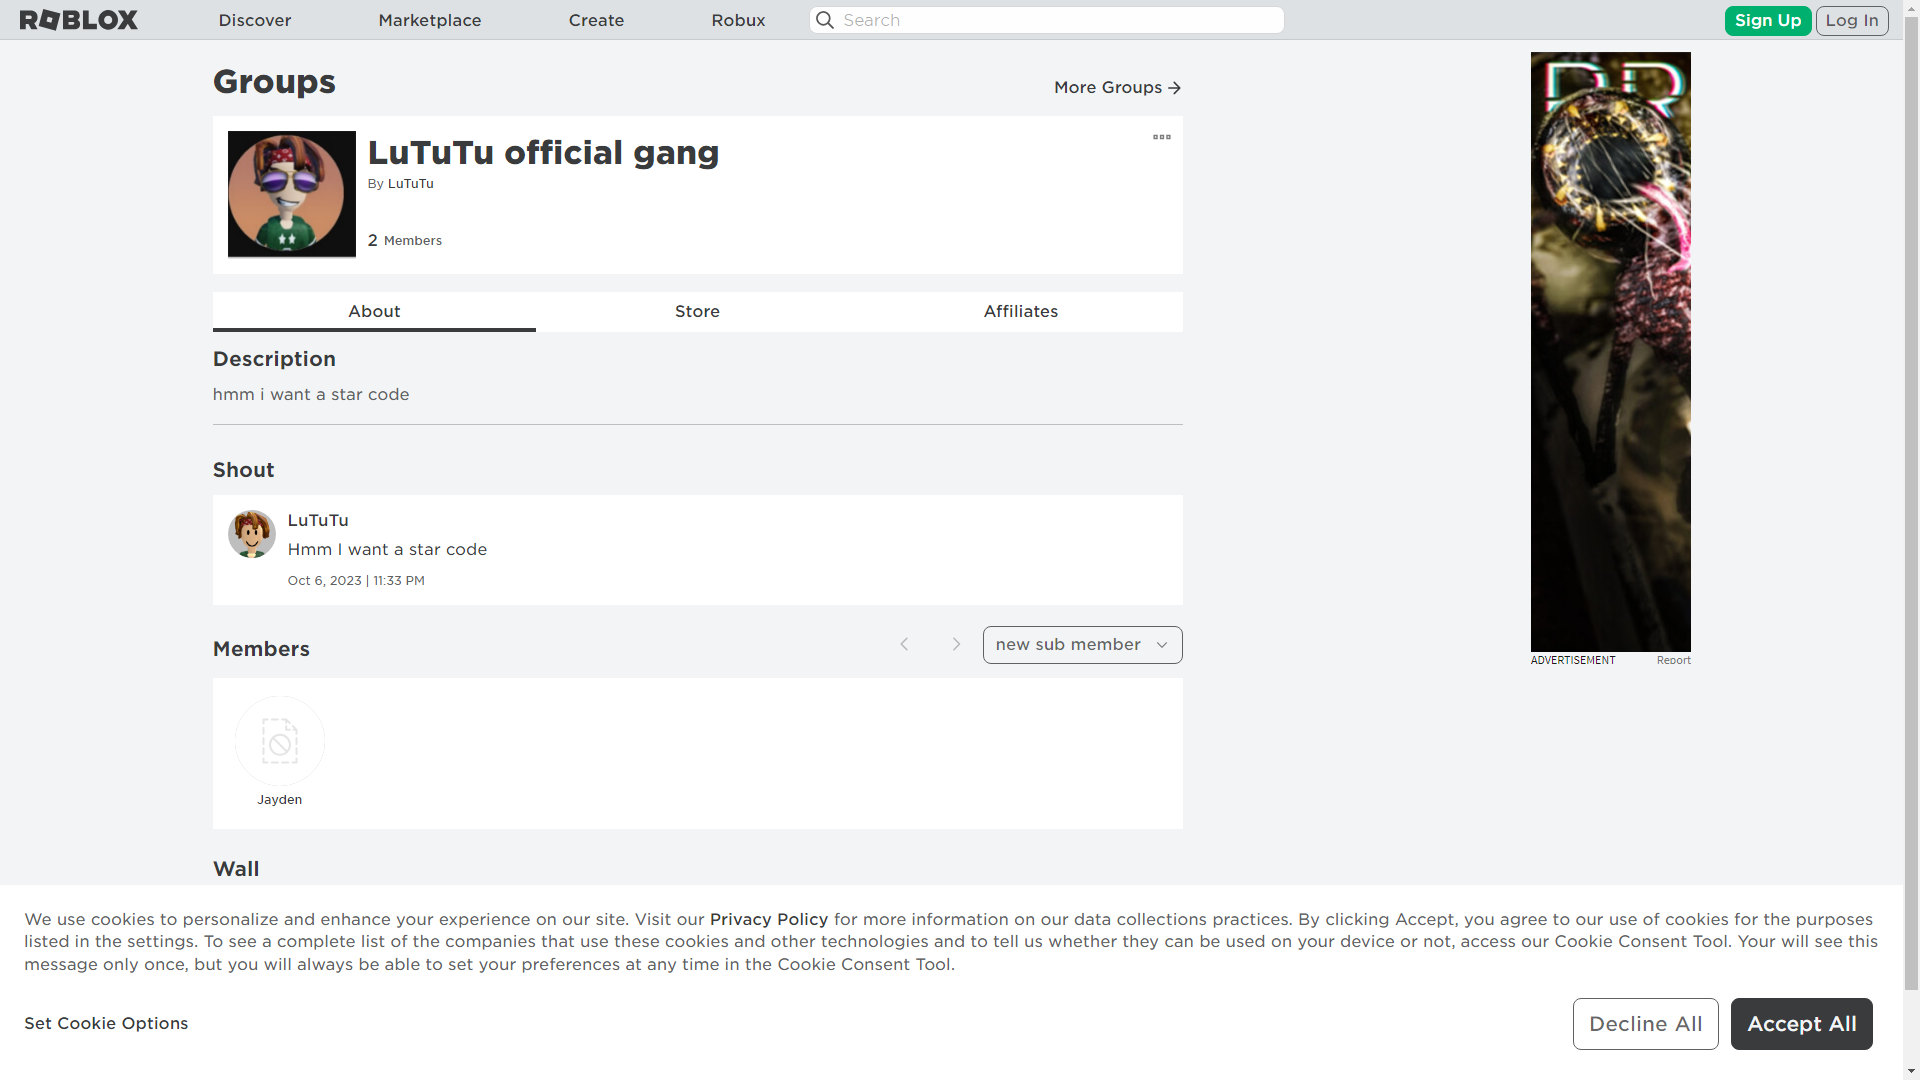 ROBLOX
Discover
Marketplace
Create
Robux
Search
Sign Up
Log In
Groups
More Groups
LuTuTu official gang
By LuTuTu
2 Members
About
Store
Affiliates
Description
hmm i want a star code
Shout
LuTuTu
Hmm I want a star code
Oct 6, 2023 | 11:33 PM
Members
new sub member
Jayden
Wall
ADVERTISEMENT
Report
We use cookies to personalize and enhance your experience on our site. Visit our Privacy Policy for more information on our data collections practices. By clicking Accept, you agree to our use of cookies for the purposes
listed in the settings. To see a complete list of the companies that use these cookies and other technologies and to tell us whether they can be used on your device or not, access our Cookie Consent Tool. Your will see this
message only once, but you will always be able to set your preferences at any time in the Cookie Consent Tool.
Set Cookie Options
Decline All
Accept All